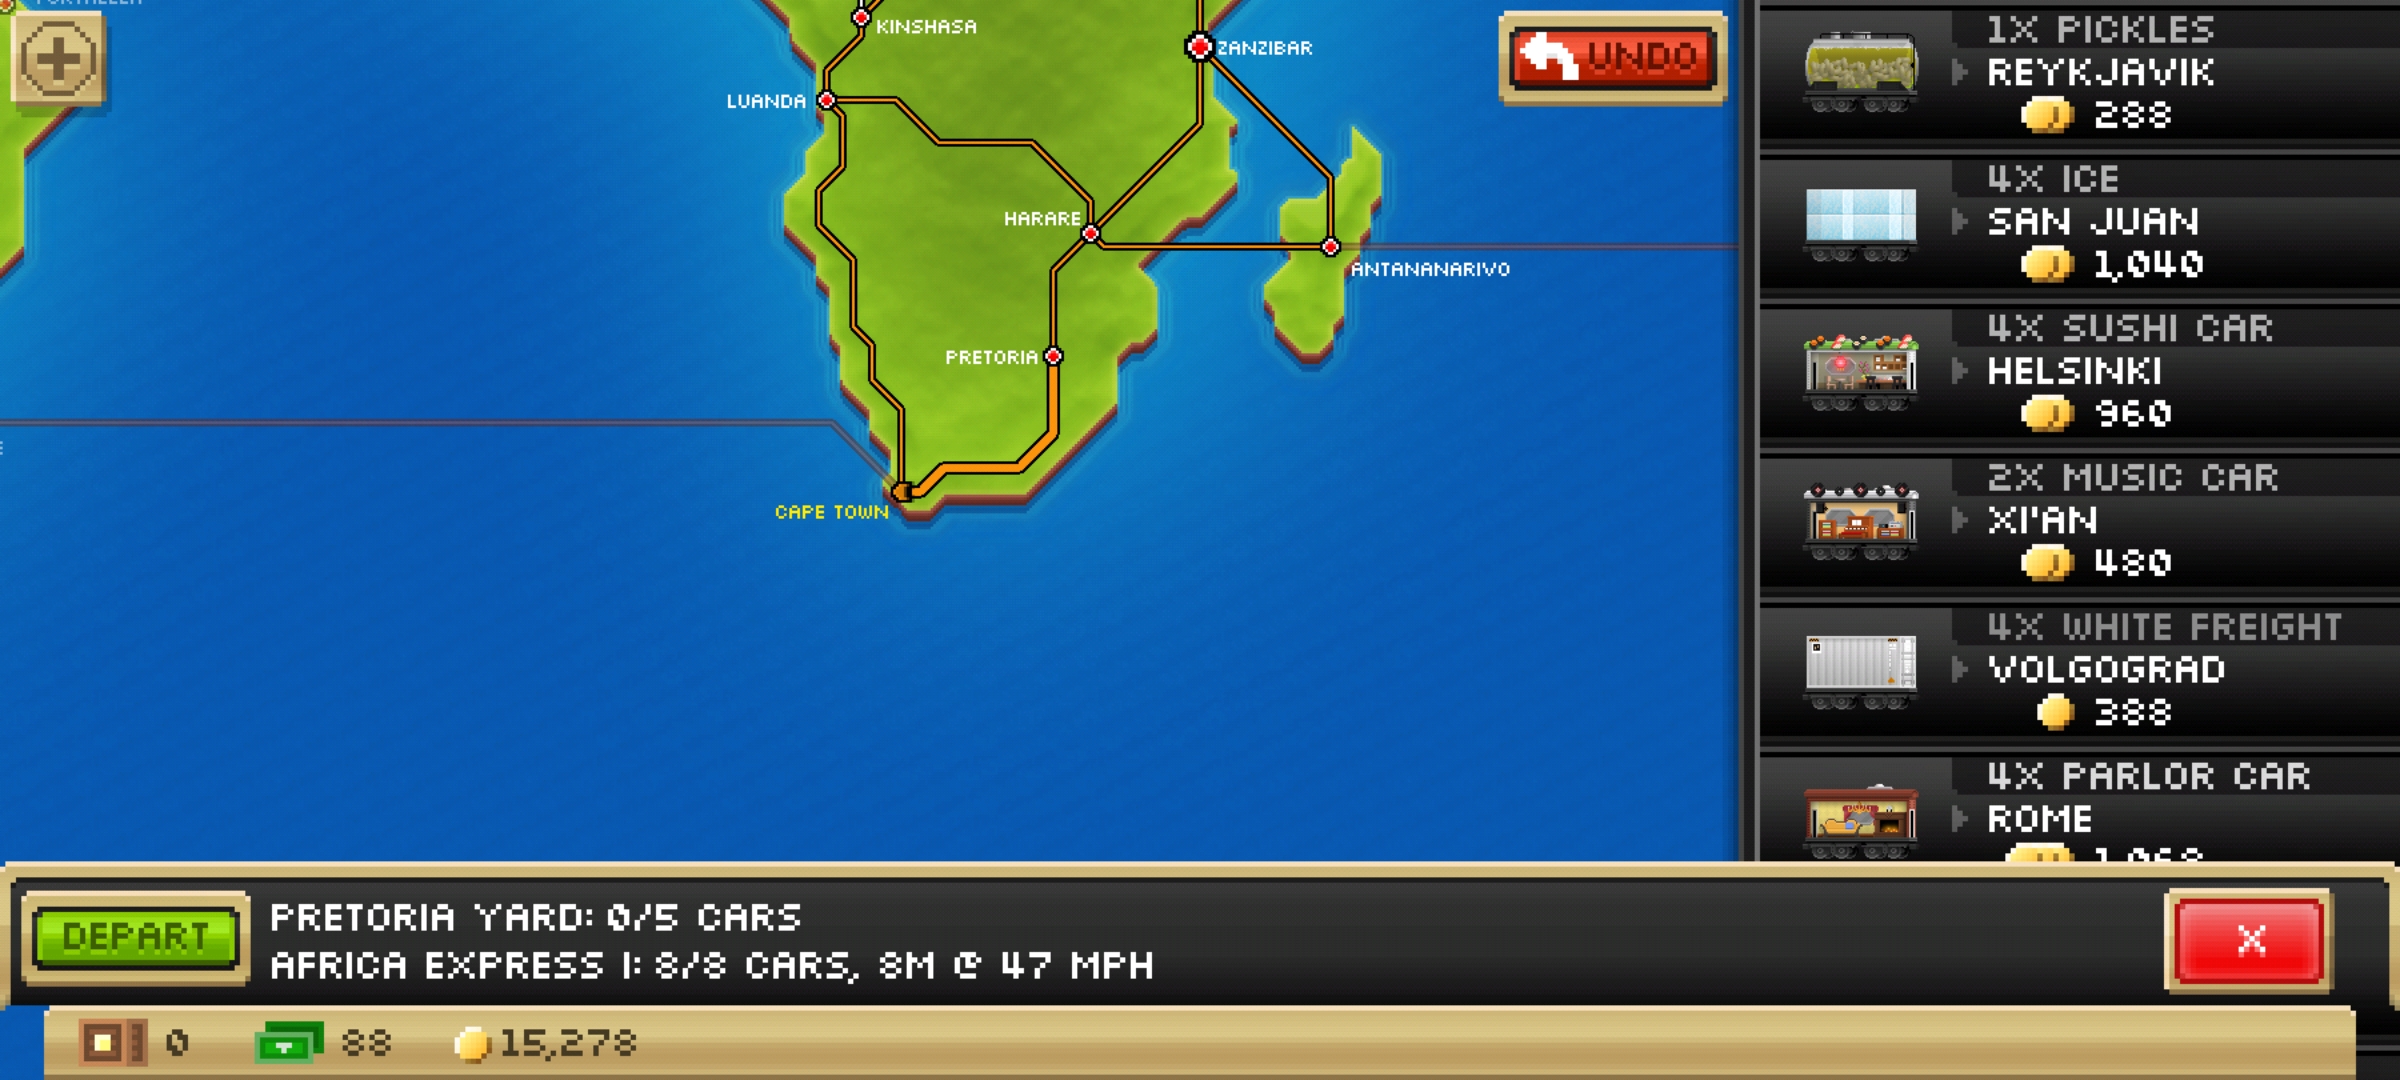 KINSHASA
ZANZIBAR
LUANDA
HARARE
ANTANANARIVO
PRETORIA
CAPE TOWN
UNDO
1X PICKLES
REYKJAVIK
288
4X ICE
SAN JUAN
1,040
4X SUSHI CAR
HELSINKI
960
2X MUSIC CAR
XI'AN
480
4X WHITE FREIGHT
VOLGOGRAD
388
4X PARLOR CAR
ROME
DEPART
PRETORIA YARD: 0/5 CARS
AFRICA EXPRESS I: 8/8 CARS, 8M @ 47 MPH
X
0
88
15,278